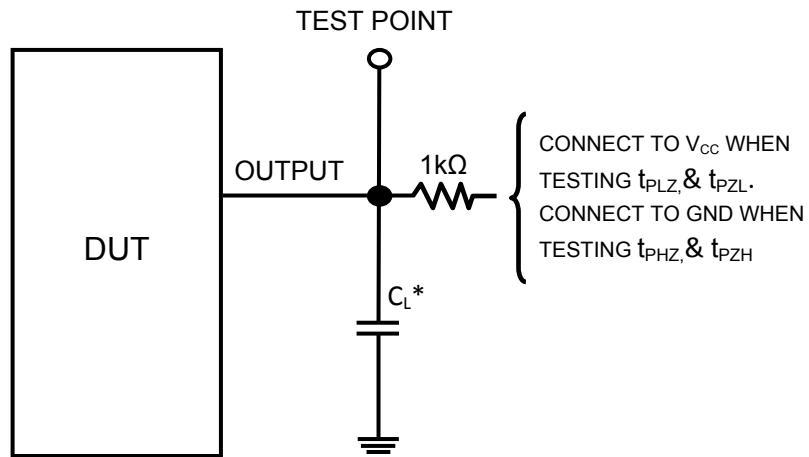 TEST POINT
OUTPUT
1kΩ
CONNECT TO VCC WHEN
TESTING tPLZ,& tPZL.
CONNECT TO GND WHEN
TESTING tPHZ,& tPZH
DUT
CL*